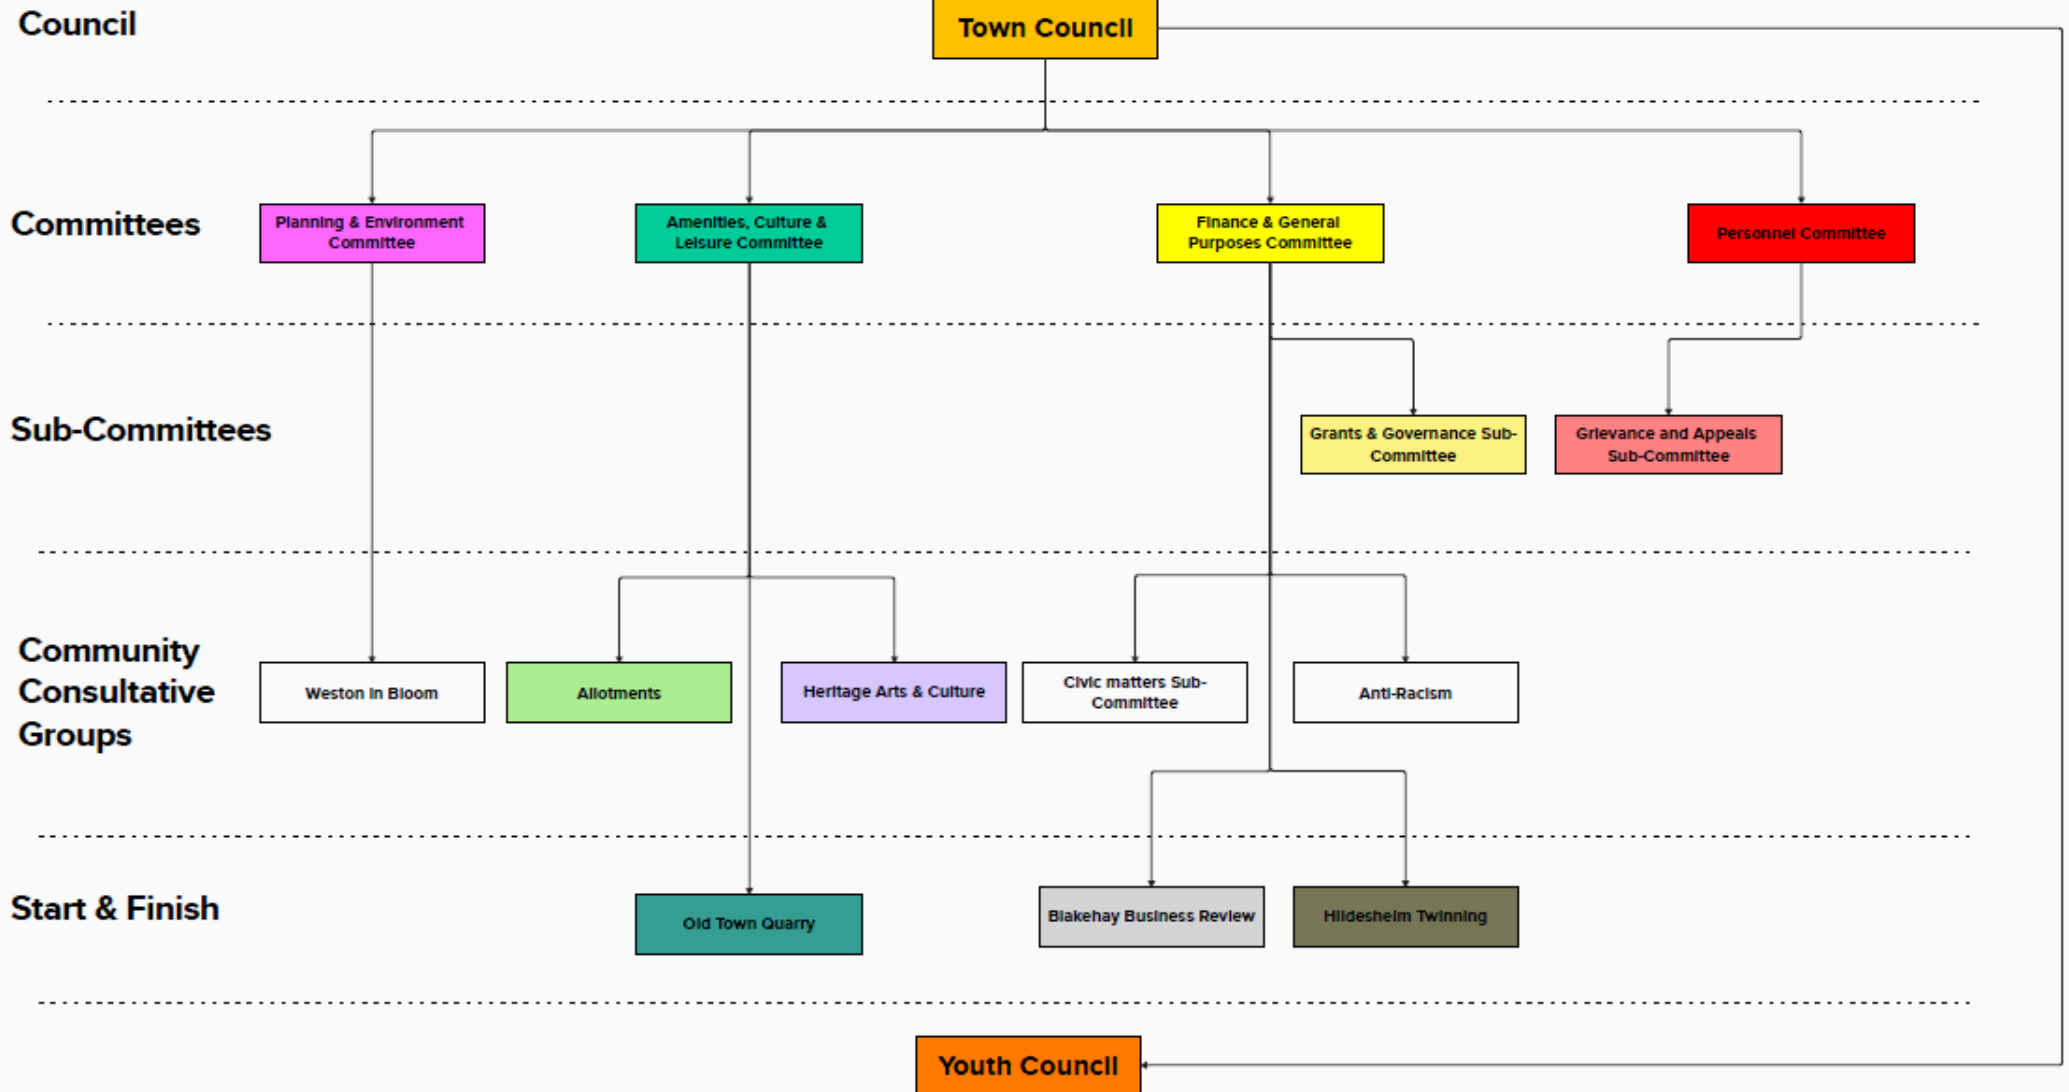 Council
Town Council
Committees
Planning & Environment
Committee
Amenities, Culture &
Leisure Committee
Finance & General
Purposes Committee
Personnel Committee
Sub-Committees
Grants & Governance Sub-
Committee
Grievance and Appeals
Sub-Committee
Community
Consultative
Groups
Weston in Bloom
Allotments
Heritage Arts & Culture
Civic matters Sub-
Committee
Anti-Racism
Start & Finish
Old Town Quarry
Blakehay Business Review
Hildesheim Twinning
Youth Council